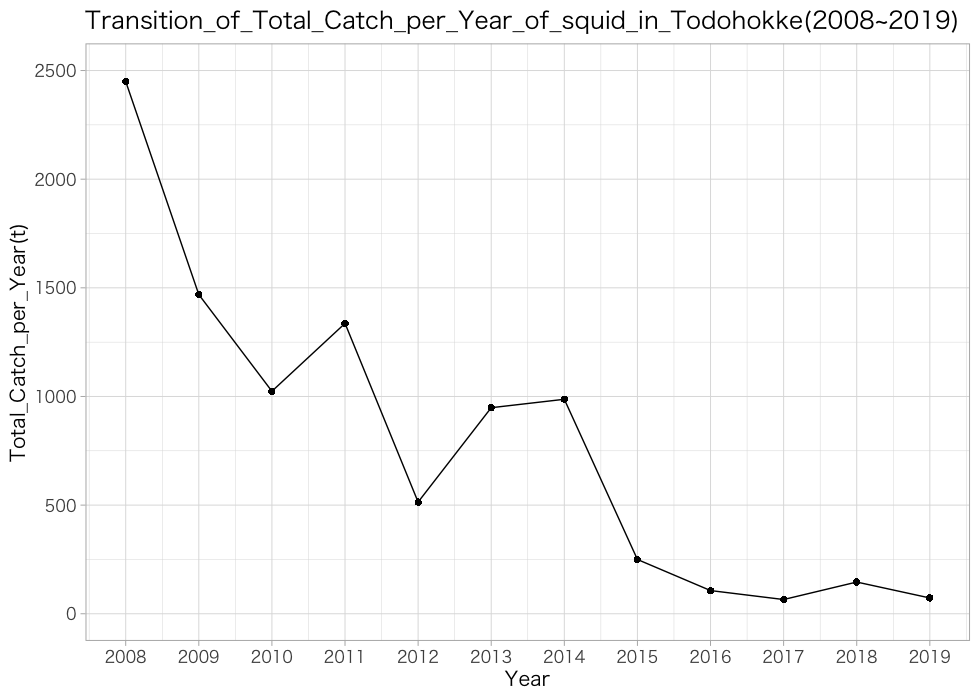 Transition_of_Total_Catch_per_Year_of_squid_in_Todohokke(2008~2019)
Total_Catch_per_Year(t)
2500
2000
1500
1000
500
0
2008 2009 2010 2011 2012 2013 2014 2015 2016 2017 2018 2019
Year